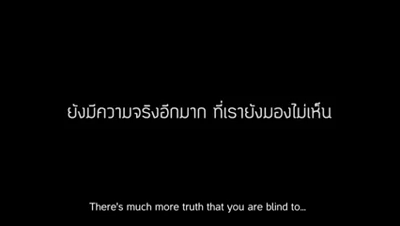 ยังมีความจริงอีกมาก ที่เรายังมองไม่เห็น
There's much more truth that you are blind to...